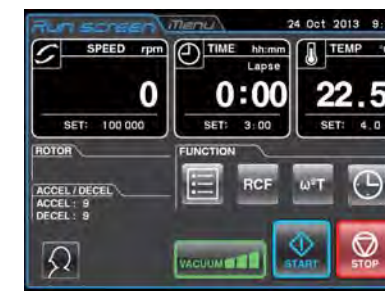 Run screen Menu 24 Oct 2013 9:
SPEED rpm
0
SET: 100 000
TIME hh:mm
Lapse
0:00
SET: 3:00
TEMP
22.5
SET: 4.0
ROTOR
ACCEL/DECEL
ACCEL: 9
DECEL: 9
FUNCTION
RCF
ω²T
VACUUM
START
STOP